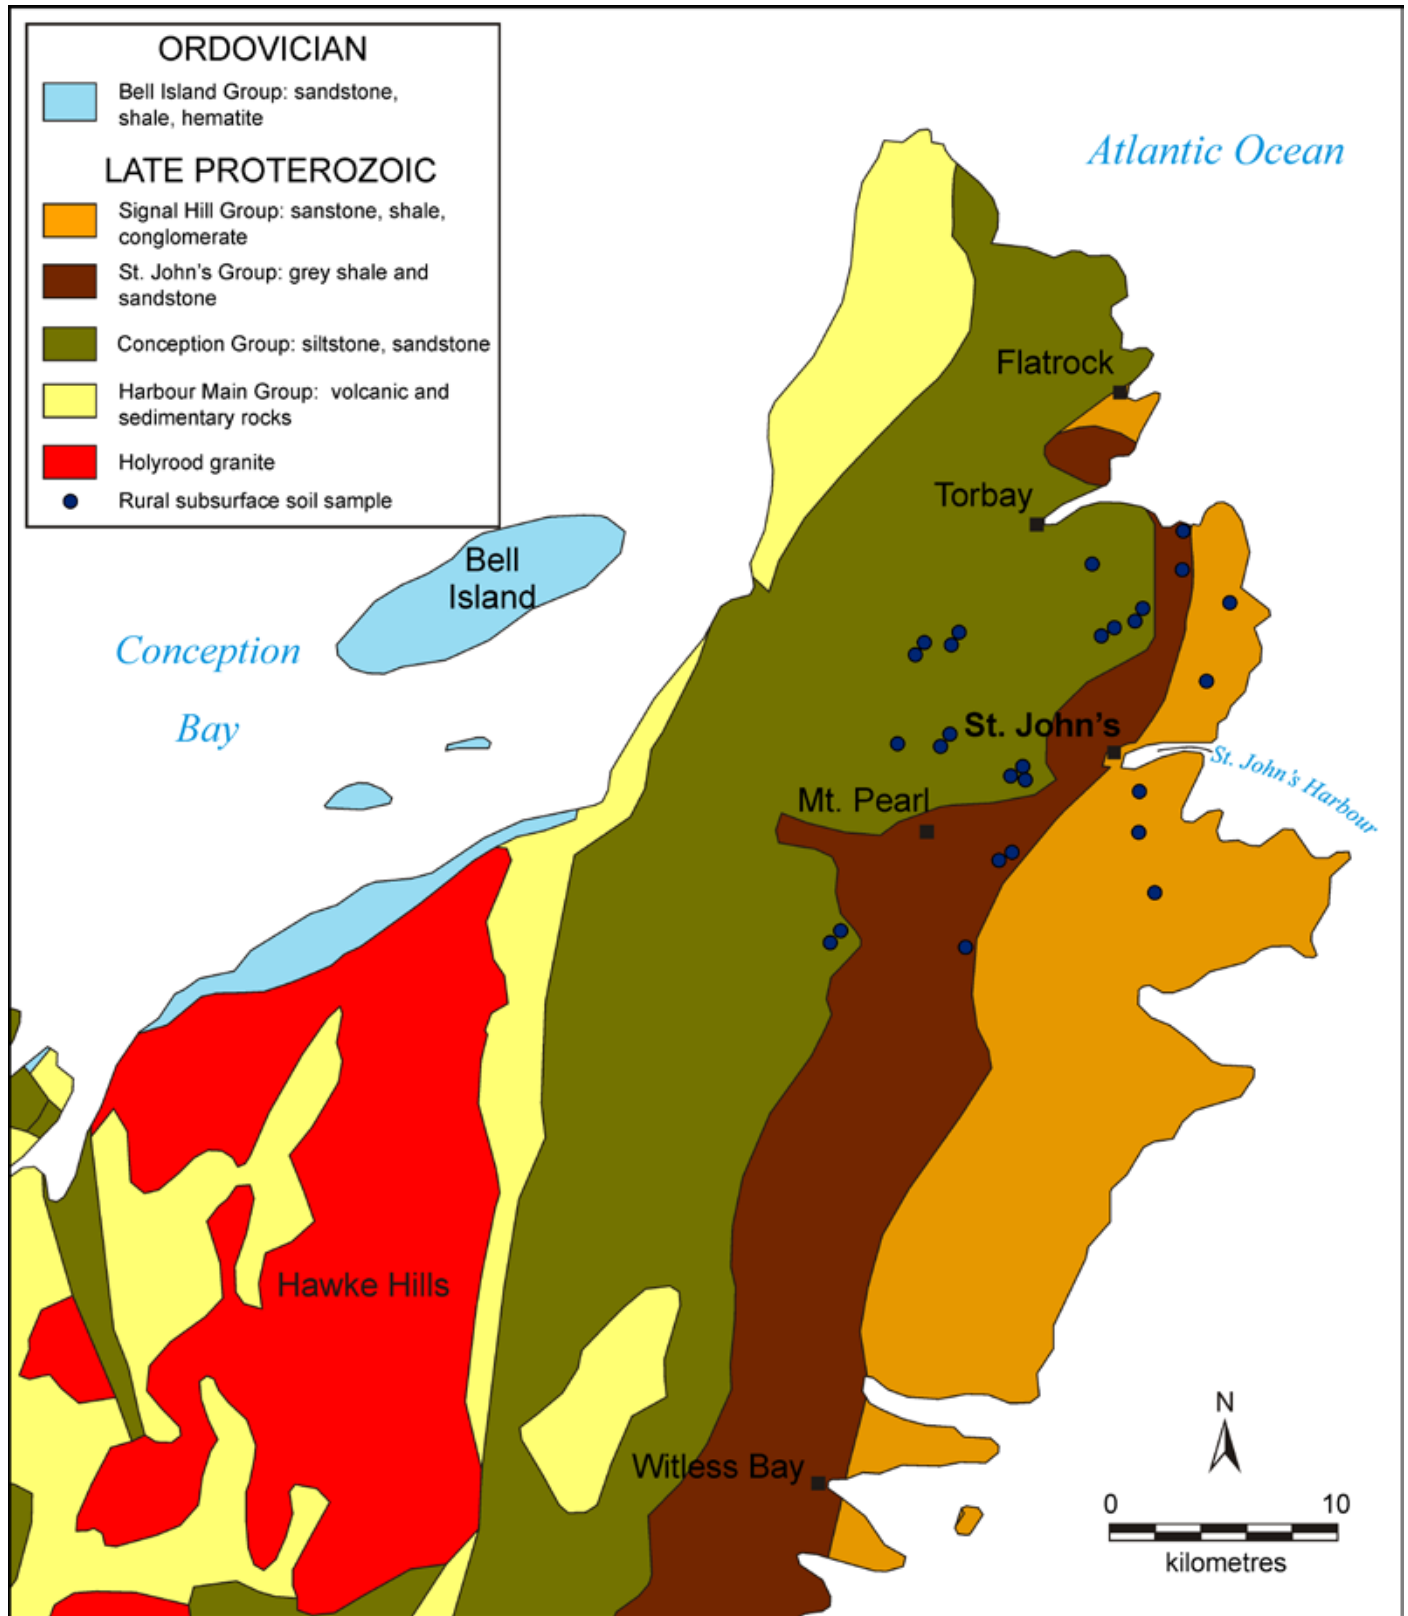 ORDOVICIAN
Bell Island Group: sandstone,
shale, hematite
LATE PROTEROZOIC
Signal Hill Group: sanstone, shale,
conglomerate
St. John's Group: grey shale and
sandstone
Conception Group: siltstone, sandstone
Harbour Main Group: volcanic and
sedimentary rocks
Holyrood granite
Rural subsurface soil sample
Atlantic Ocean
Flatrock
Torbay
Bell
Island
Conception
Bay
St. John's
St. John's Harbour
Mt. Pearl
Hawke Hills
Witless Bay
N
0 10
kilometres